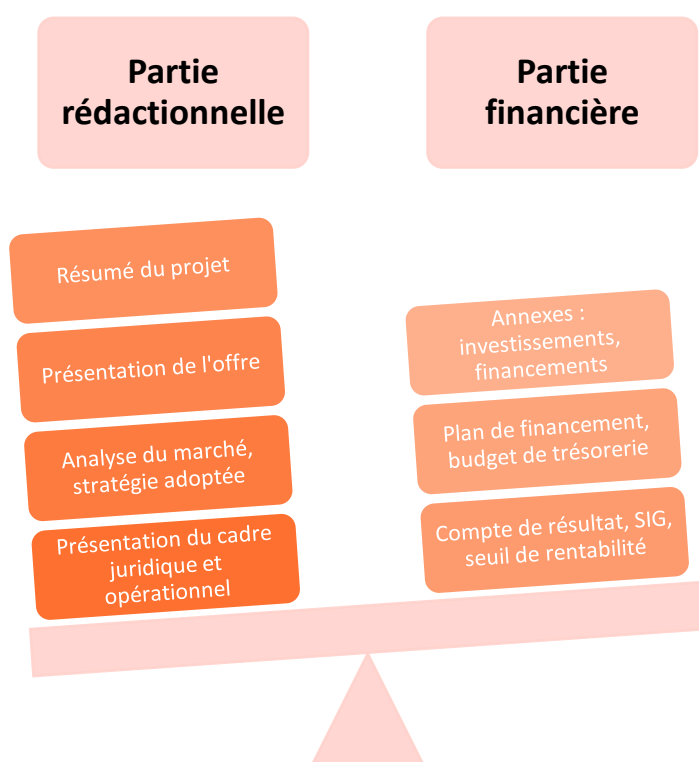 Partie
rédactionnelle
Partie
financière
Résumé du projet
Présentation de l'offre
Analyse du marché,
stratégie adoptée
Présentation du cadre
juridique et
opérationnel
Annexes :
investissements,
financements
Plan de financement,
budget de trésorerie
Compte de résultat, SIG,
seuil de rentabilité